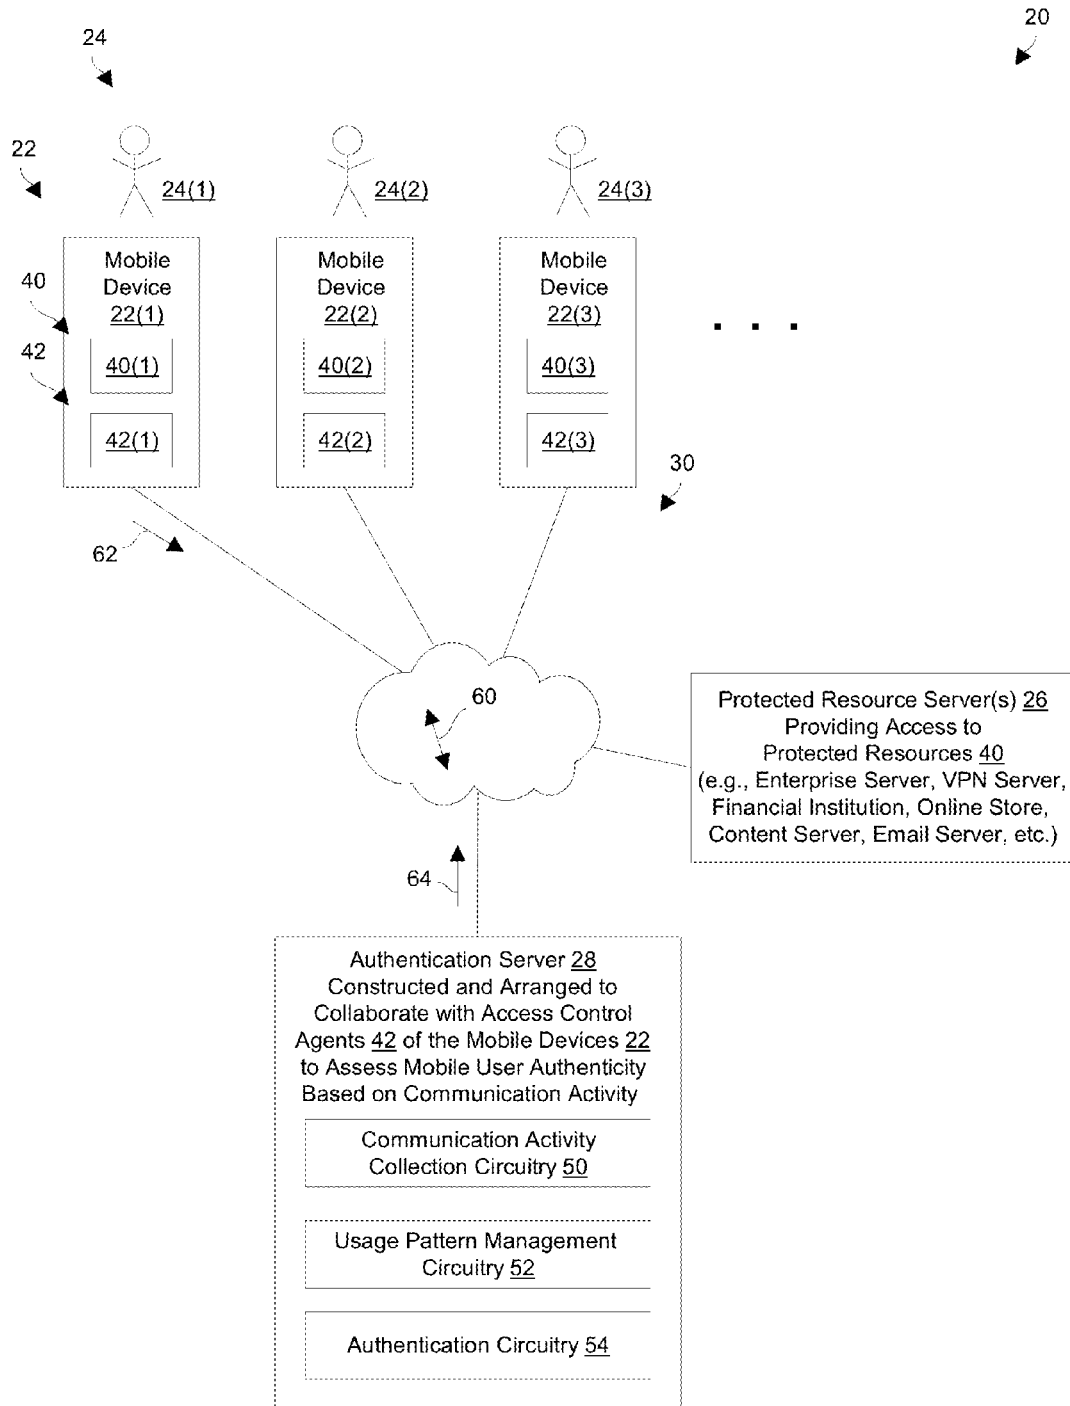 20
24
22
24(1)
24(2)
24(3)
Mobile
Device
22(1)
Mobile
Device
22(2)
Mobile
Device
22(3)
40
40(1)
40(2)
40(3)
. . .
42
42(1)
42(2)
42(3)
30
62
60
Protected Resource Server(s) 26
Providing Access to
Protected Resources 40
(e.g., Enterprise Server, VPN Server,
Financial Institution, Online Store,
Content Server, Email Server, etc.)
64
Authentication Server 28
Constructed and Arranged to
Collaborate with Access Control
Agents 42 of the Mobile Devices 22
to Assess Mobile User Authenticity
Based on Communication Activity
Communication Activity
Collection Circuitry 50
Usage Pattern Management
Circuitry 52
Authentication Circuitry 54